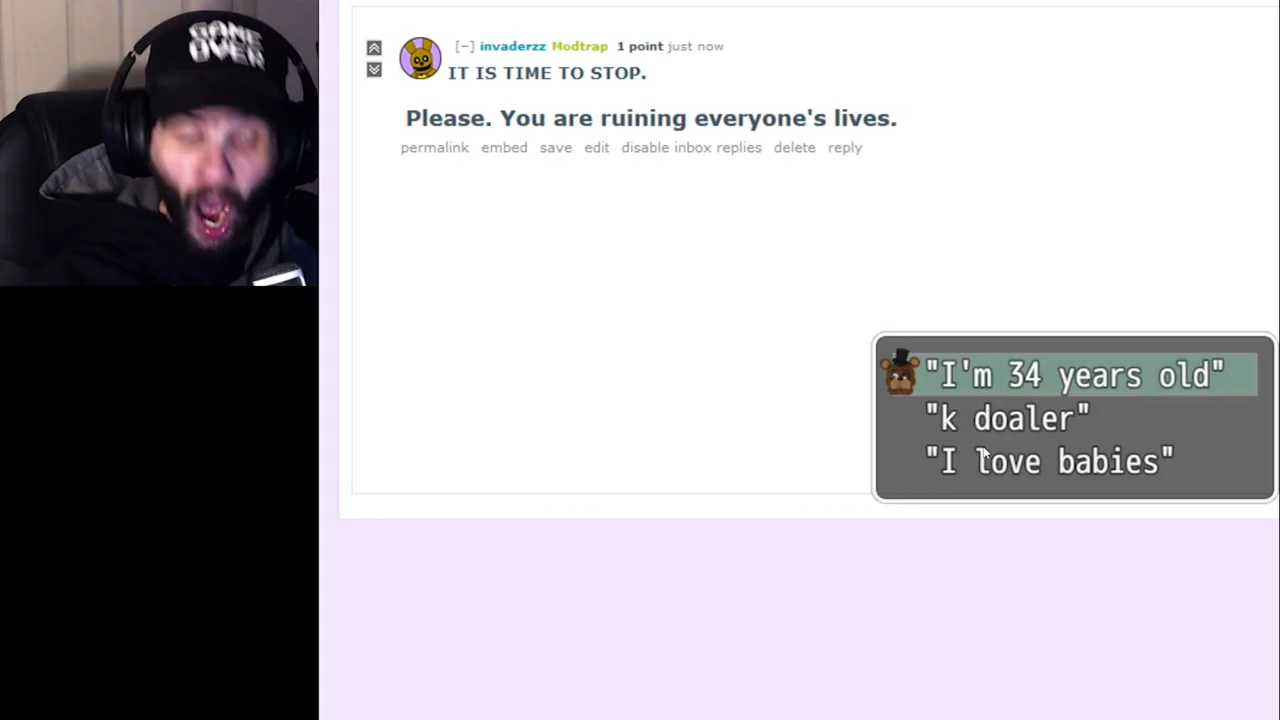 GAME
OVER
[−] invaderzz Modtrap 1 point just now
IT IS TIME TO STOP.
Please. You are ruining everyone's lives.
permalink embed save edit disable inbox replies delete reply
"I'm 34 years old"
"k doaler"
"I love babies"